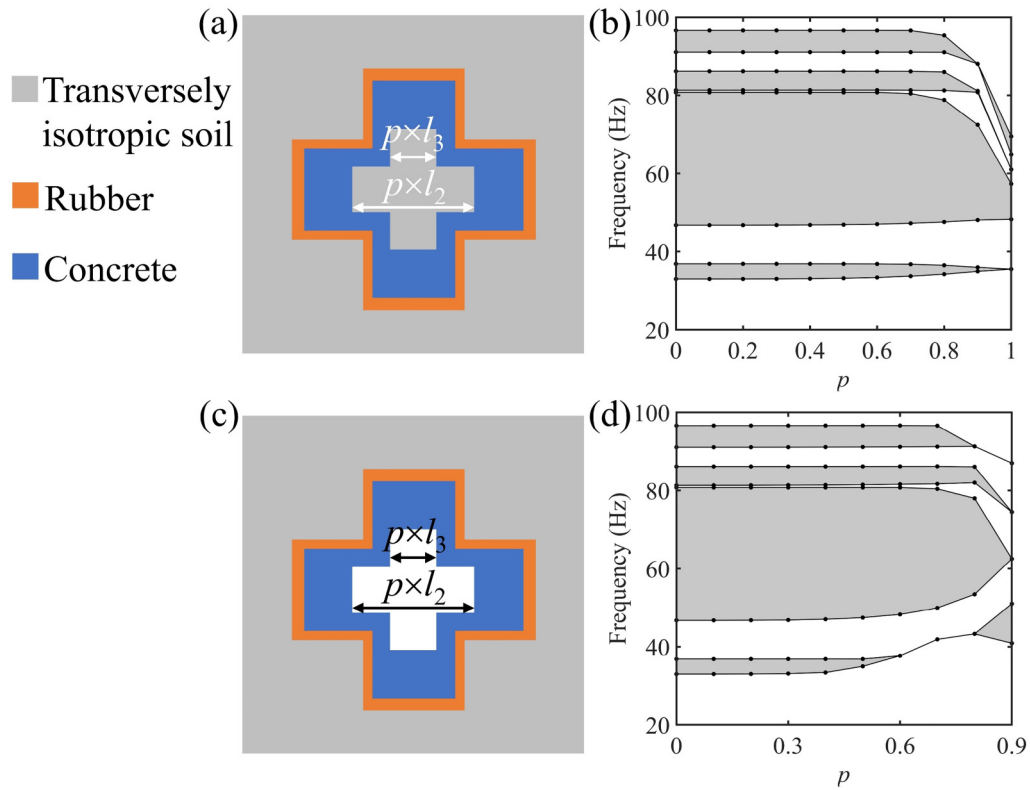 Transversely
isotropic soil
Rubber
Concrete
(a)
p×l₃
p×l₂
(b)
Frequency (Hz)
100
80
60
40
20
0
0.2
0.4
0.6
0.8
1
p
(c)
p×l₃
p×l₂
(d)
Frequency (Hz)
100
80
60
40
20
0
0.3
0.6
0.9
p